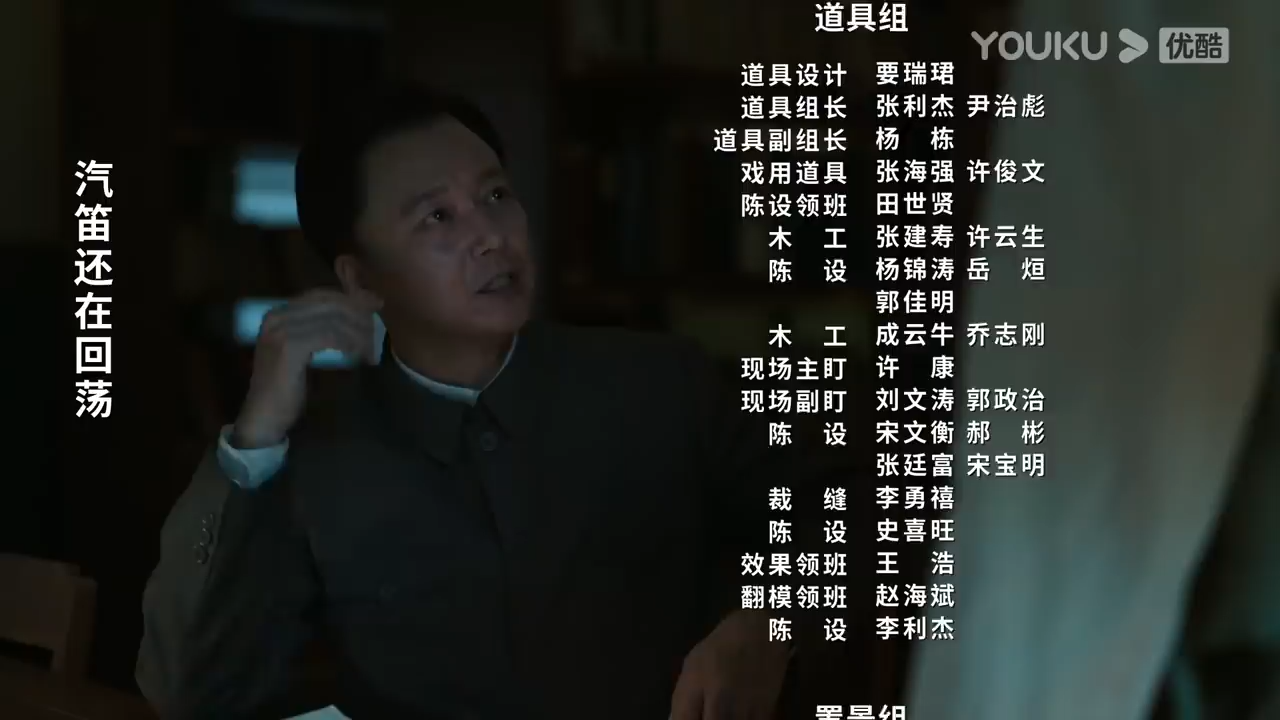 道具组
YOUKU 优酷
道具设计 要瑞珺
道具组长 张利杰 尹治彪
道具副组长 杨 栋
戏用道具 张海强 许俊文
陈设领班 田世贤
木 工 张建寿 许云生
陈 设 杨锦涛 岳 烜
郭佳明
木 工 成云牛 乔志刚
现场主盯 许 康
现场副盯 刘文涛 郭政治
陈 设 宋文衡 郝 彬
张廷富 宋宝明
裁 缝 李勇禧
陈 设 史喜旺
效果领班 王 浩
翻模领班 赵海斌
陈 设 李利杰
置景组
汽笛还在回荡